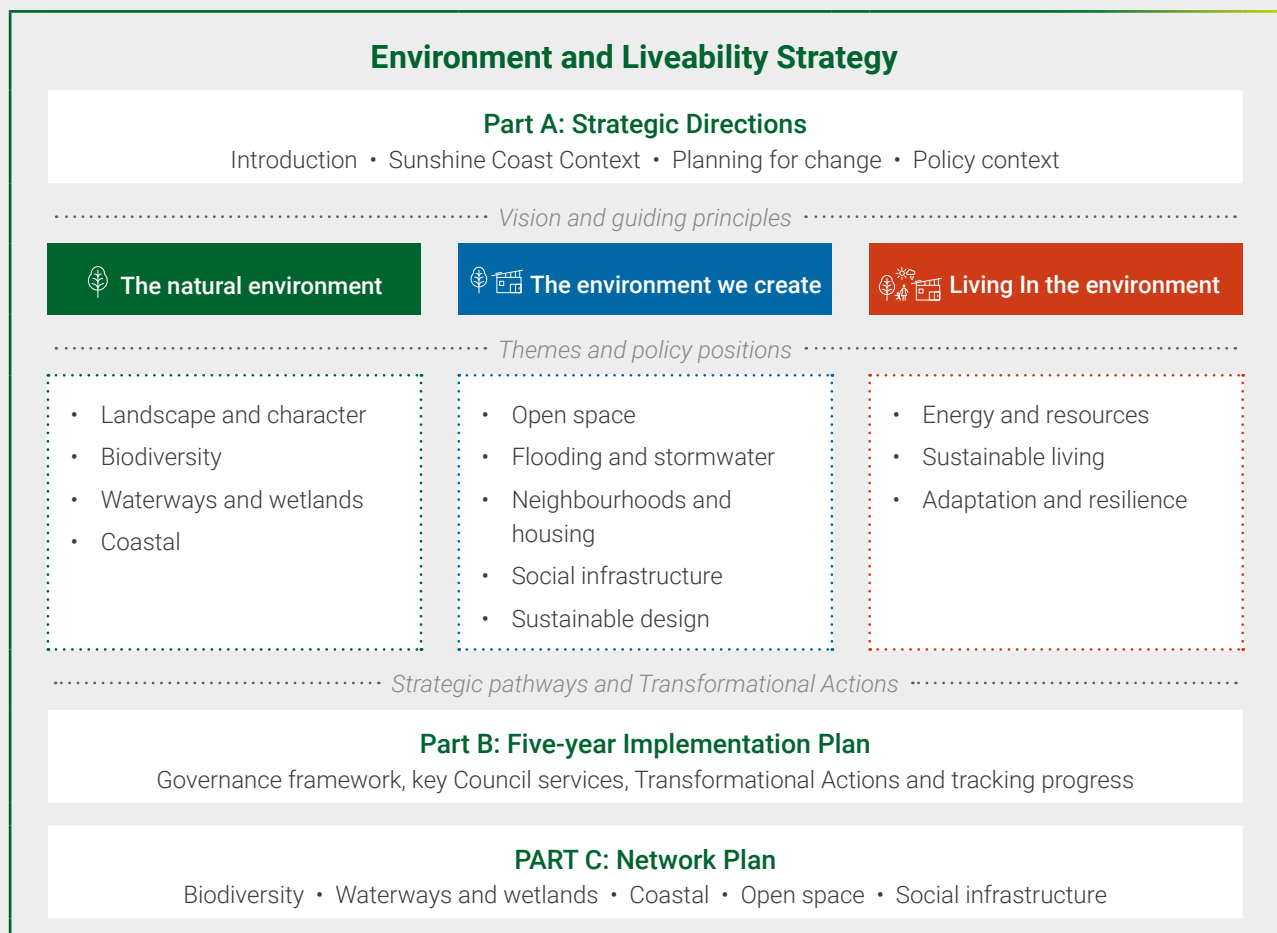 Environment and Liveability Strategy
Part A: Strategic Directions
Introduction • Sunshine Coast Context • Planning for change • Policy context
Vision and guiding principles
The natural environment
The environment we create
Living In the environment
Themes and policy positions
• Landscape and character
• Biodiversity
• Waterways and wetlands
• Coastal
• Open space
• Flooding and stormwater
• Neighbourhoods and
housing
• Social infrastructure
• Sustainable design
• Energy and resources
• Sustainable living
• Adaptation and resilience
Strategic pathways and Transformational Actions
Part B: Five-year Implementation Plan
Governance framework, key Council services, Transformational Actions and tracking progress
PART C: Network Plan
Biodiversity • Waterways and wetlands • Coastal • Open space • Social infrastructure